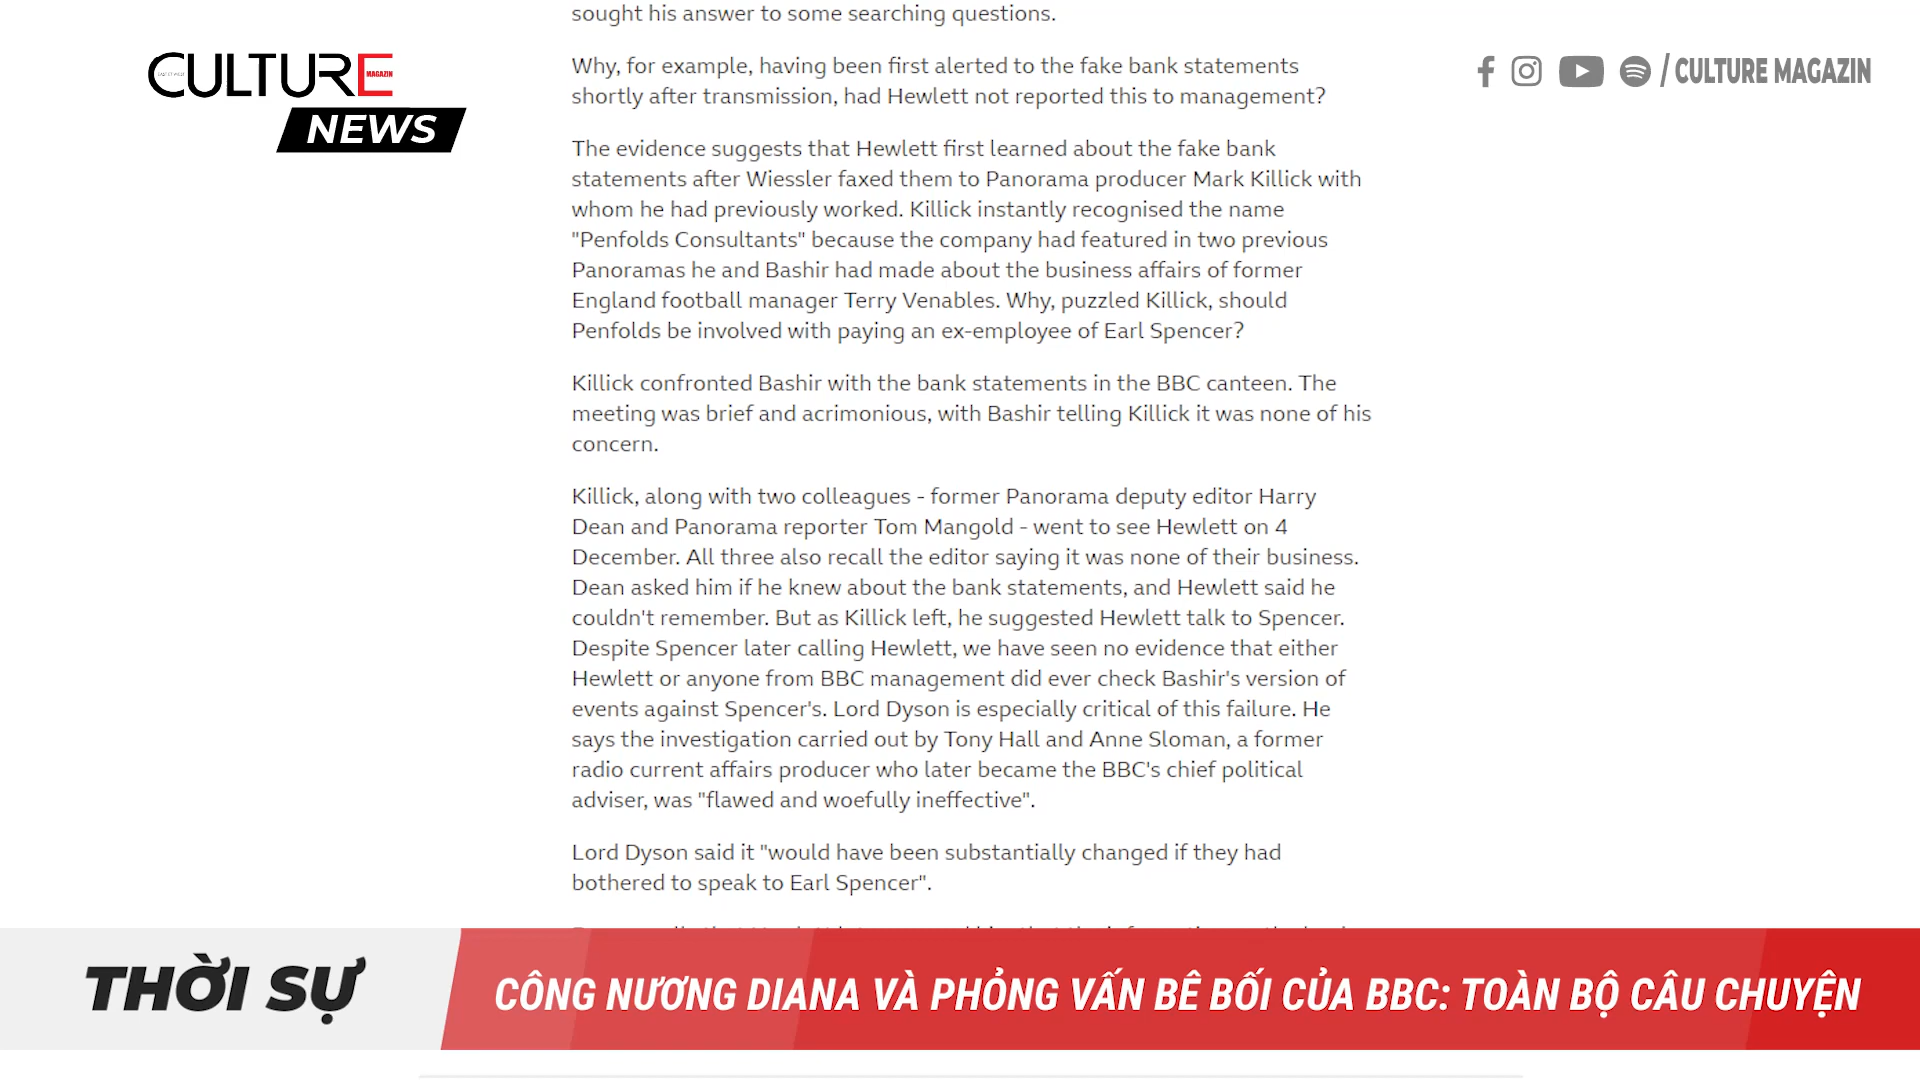 sought his answer to some searching questions.
CULTURE
MAGAZIN
NEWS
/ CULTURE MAGAZIN
Why, for example, having been first alerted to the fake bank statements
shortly after transmission, had Hewlett not reported this to management?
The evidence suggests that Hewlett first learned about the fake bank
statements after Wiessler faxed them to Panorama producer Mark Killick with
whom he had previously worked. Killick instantly recognised the name
"Penfolds Consultants" because the company had featured in two previous
Panoramas he and Bashir had made about the business affairs of former
England football manager Terry Venables. Why, puzzled Killick, should
Penfolds be involved with paying an ex-employee of Earl Spencer?
Killick confronted Bashir with the bank statements in the BBC canteen. The
meeting was brief and acrimonious, with Bashir telling Killick it was none of his
concern.
Killick, along with two colleagues - former Panorama deputy editor Harry
Dean and Panorama reporter Tom Mangold - went to see Hewlett on 4
December. All three also recall the editor saying it was none of their business.
Dean asked him if he knew about the bank statements, and Hewlett said he
couldn't remember. But as Killick left, he suggested Hewlett talk to Spencer.
Despite Spencer later calling Hewlett, we have seen no evidence that either
Hewlett or anyone from BBC management did ever check Bashir's version of
events against Spencer's. Lord Dyson is especially critical of this failure. He
says the investigation carried out by Tony Hall and Anne Sloman, a former
radio current affairs producer who later became the BBC's chief political
adviser, was "flawed and woefully ineffective".
Lord Dyson said it "would have been substantially changed if they had
bothered to speak to Earl Spencer".
THỜI SỰ
CÔNG NƯƠNG DIANA VÀ PHỎNG VẤN BÊ BỐI CỦA BBC: TOÀN BỘ CÂU CHUYỆN